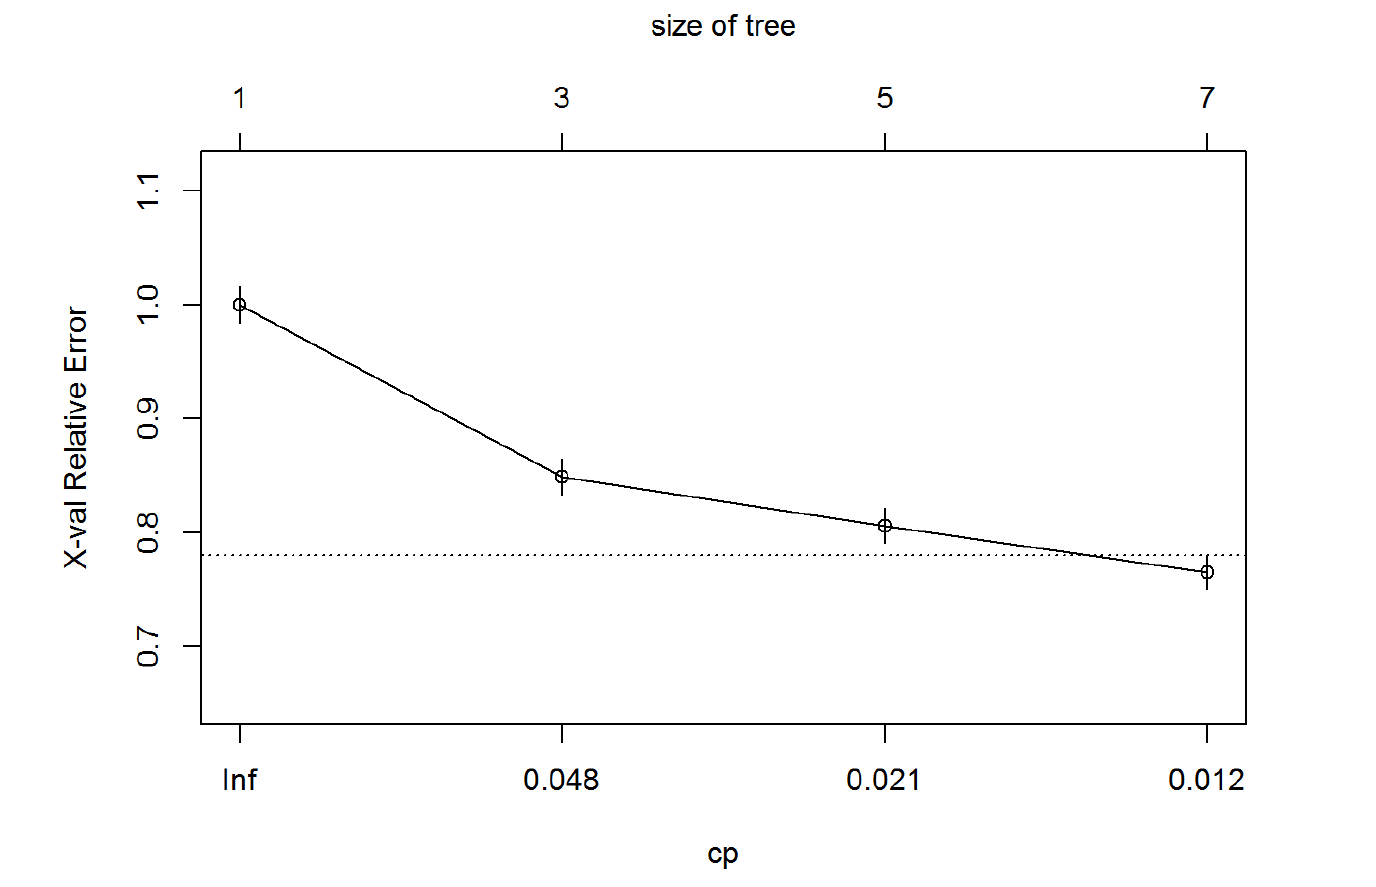 size of tree
1 3 5 7
X-val Relative Error
1.1
1.0
0.9
0.8
0.7
Inf 0.048 0.021 0.012
cp